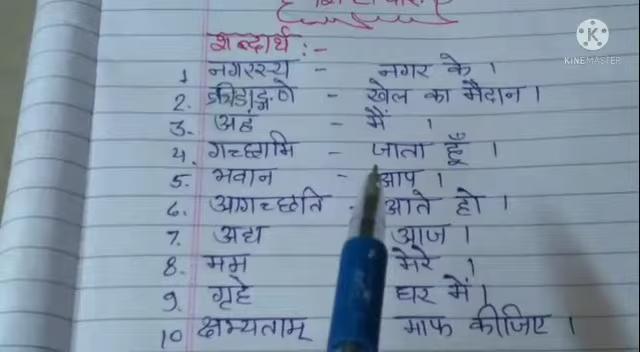 KINEMASTER
शब्दार्थ :-
1. नगरस्य - नगर के ।
2. क्रीडाङ्गणे - खेल का मैदान ।
3. अहं - मैं ।
4. गच्छामि - जाता हूँ ।
5. भवान - आप ।
6. आगच्छति - आते हो ।
7. अद्य आज ।
8. मम मेरे ।
9. गृहे घर में ।
10 क्षम्यताम् माफ कीजिए ।